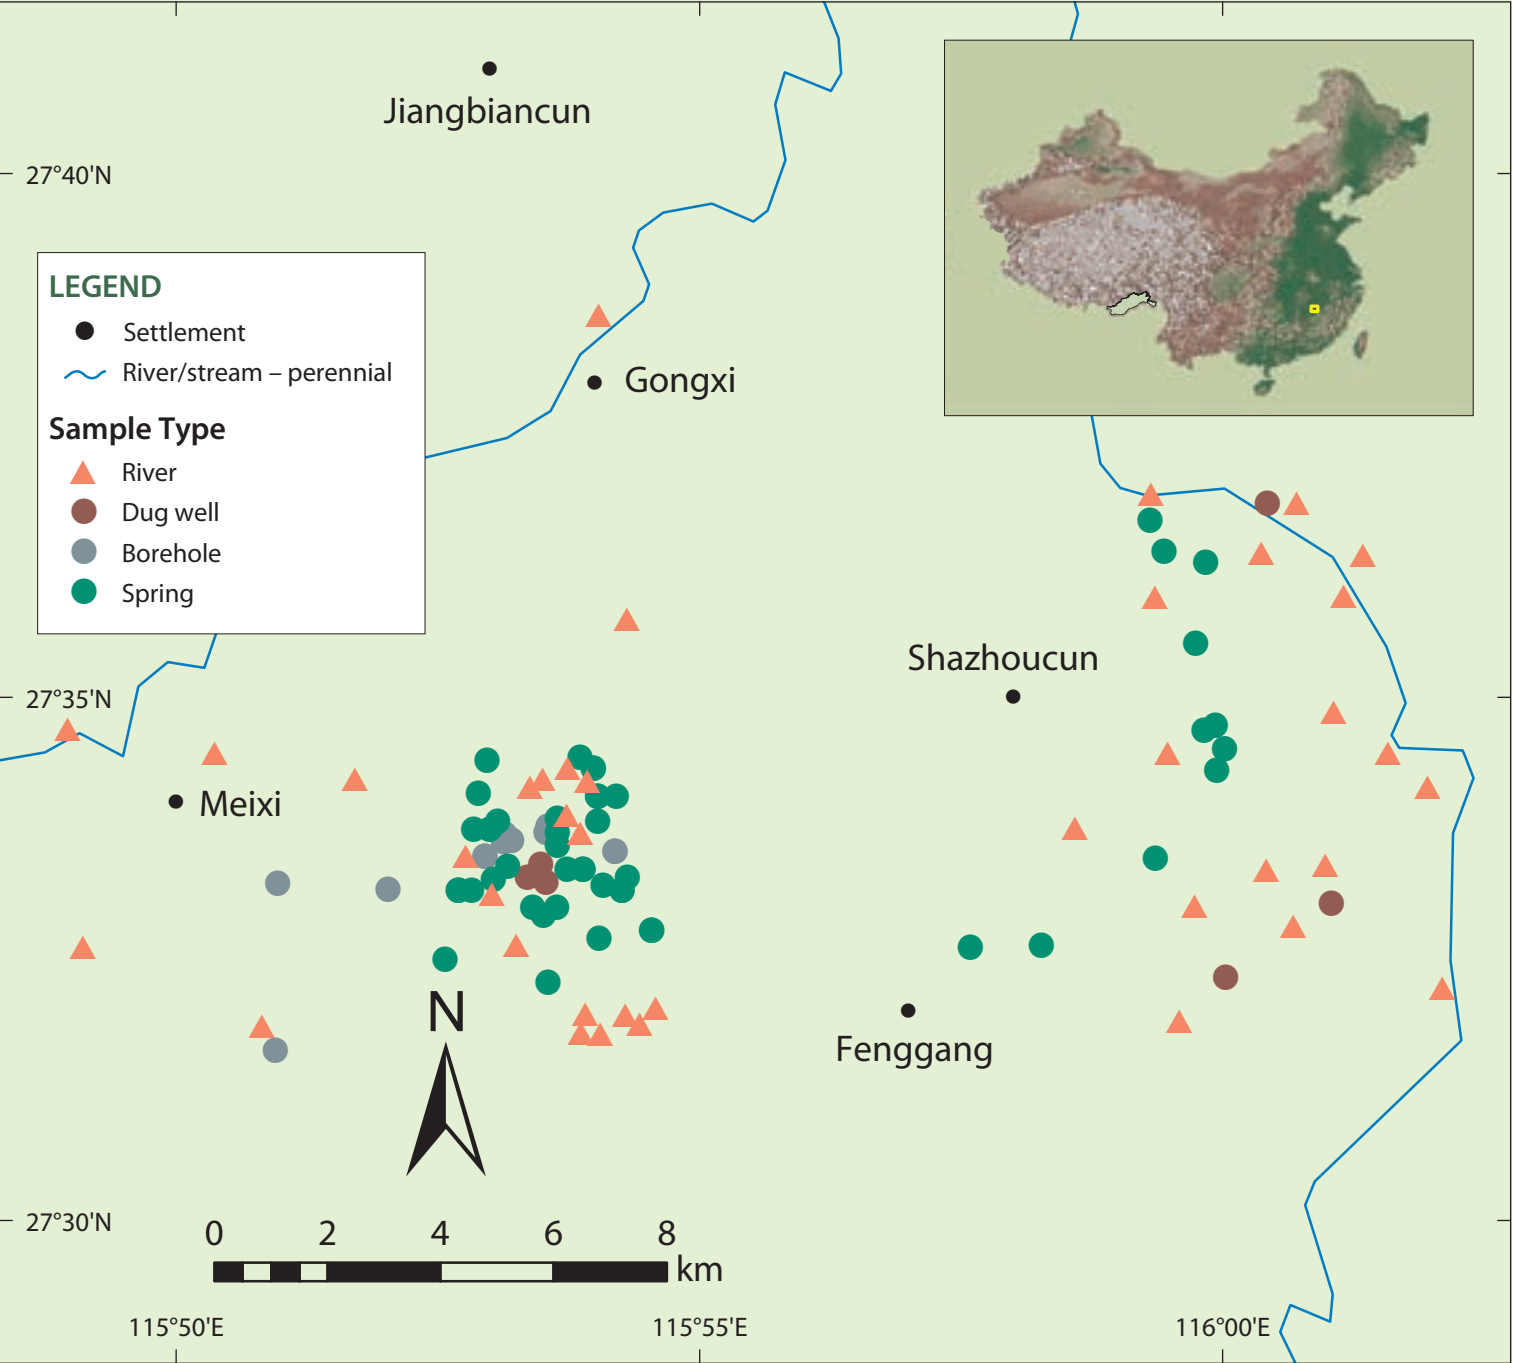 Jiangbiancun
27°40'N
LEGEND
Settlement
River/stream – perennial
Sample Type
River
Dug well
Borehole
Spring
Gongxi
Shazhoucun
27°35'N
Meixi
N
Fenggang
27°30'N
0 2 4 6 8
km
115°50'E 115°55'E 116°00'E